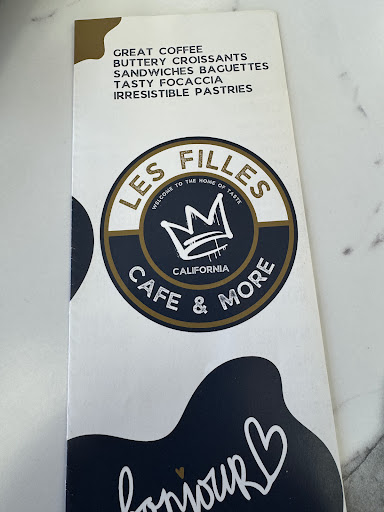 GREAT COFFEE
BUTTERY CROISSANTS
SANDWICHES BAGUETTES
TASTY FOCACCIA
IRRESISTIBLE PASTRIES
LES FILLES
WELCOME TO THE HOME OF TASTE
CALIFORNIA
CAFE & MORE
bonjour